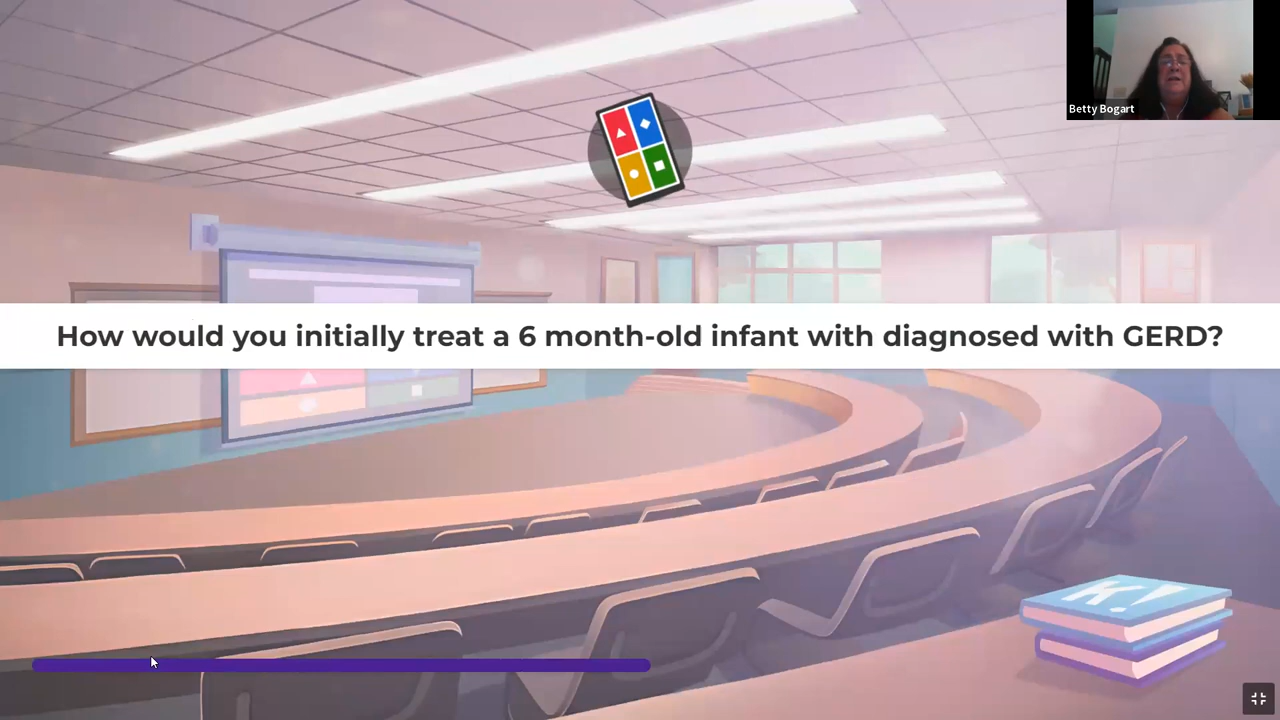 Betty Bogart
How would you initially treat a 6 month-old infant with diagnosed with GERD?
K!